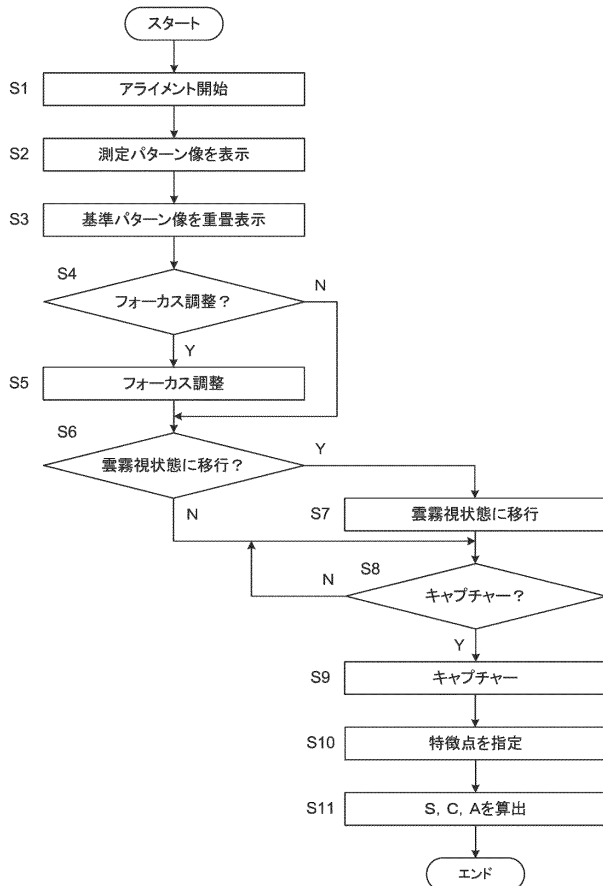 スタート
S1
アライメント開始
S2
測定パターン像を表示
S3
基準パターン像を重畳表示
S4
フォーカス調整？
N
Y
S5
フォーカス調整
S6
雲霧視状態に移行？
Y
N
S7
雲霧視状態に移行
S8
キャプチャー？
N
Y
S9
キャプチャー
S10
特徴点を指定
S11
S, C, Aを算出
エンド